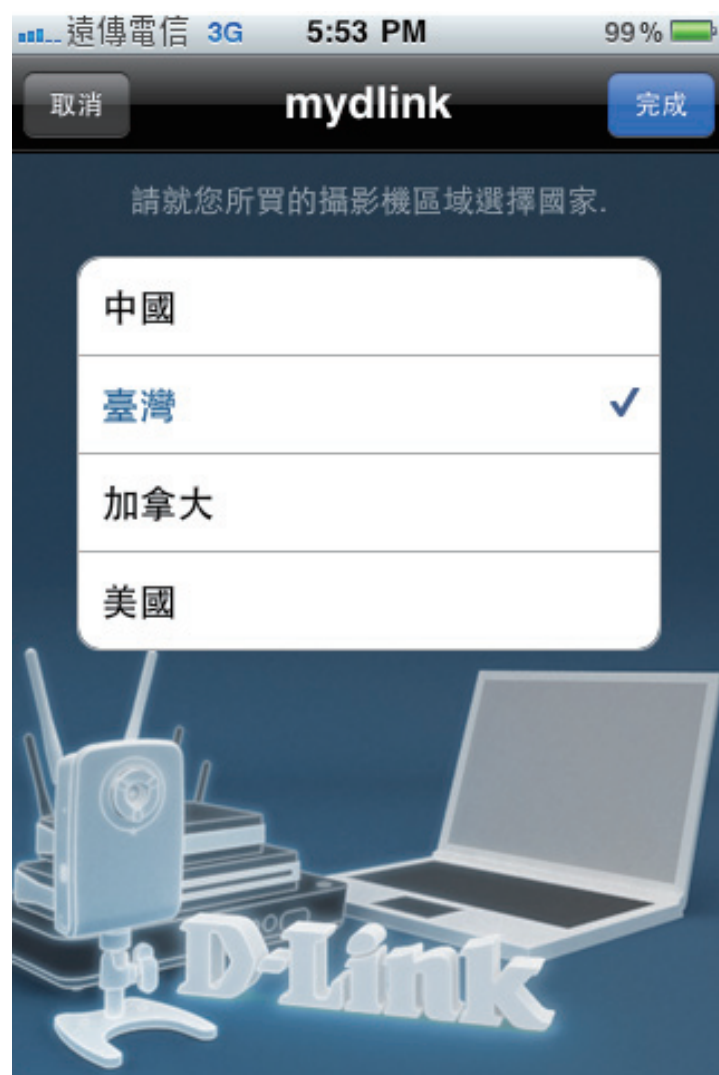 遠傳電信 3G 5:53 PM 99%
取消 mydlink 完成
請就您所買的攝影機區域選擇國家.
中國
臺灣
加拿大
美國
D-Link